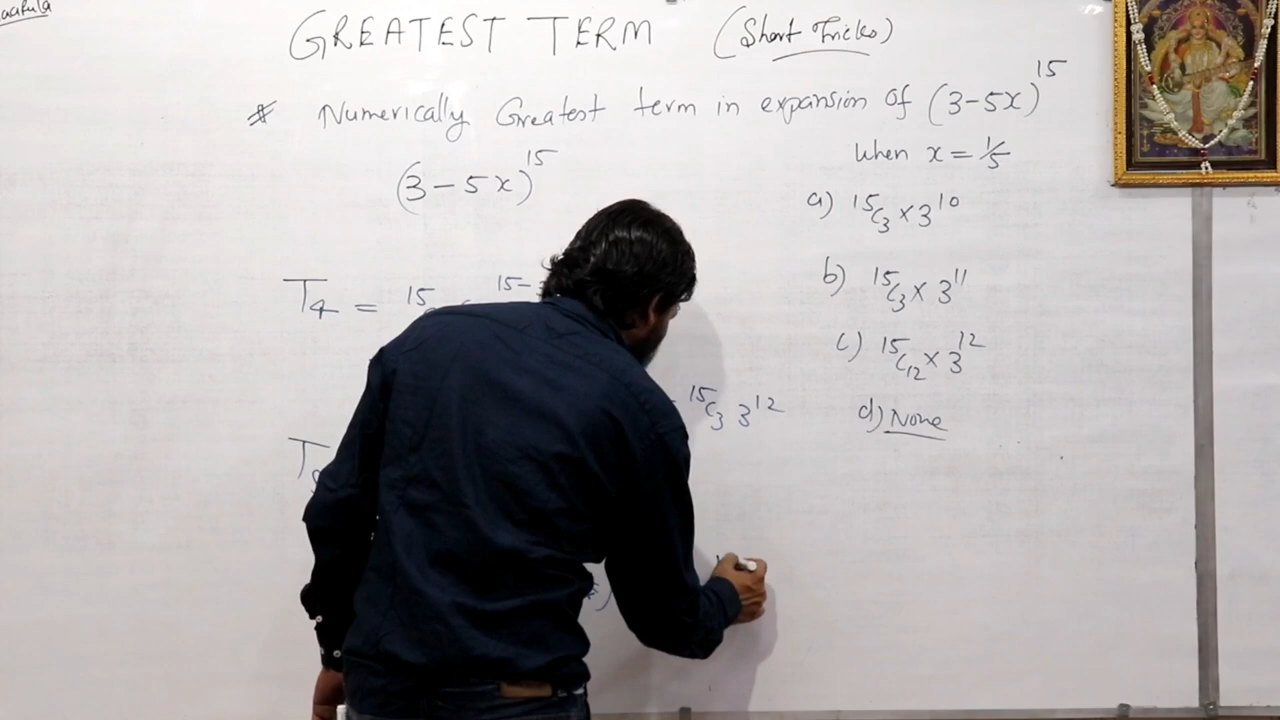 GREATEST TERM (Short Tricks)
* Numerically Greatest term in expansion of (3-5x)^15
when x = 1/5
(3-5x)^15
a) 15C3 × 3^10
T4 = 15 15-
b) 15C3 × 3^11
c) 15C12 × 3^12
15C3 3^12
d) None
T